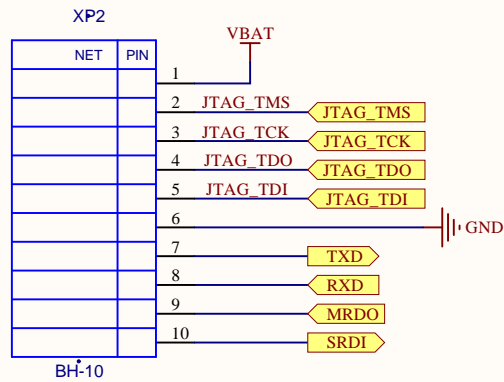 XP2
VBAT
NET PIN
1
2 JTAG_TMS JTAG_TMS
3 JTAG_TCK JTAG_TCK
4 JTAG_TDO JTAG_TDO
5 JTAG_TDI JTAG_TDI
6 GND
7 TXD
8 RXD
9 MRDO
10 SRDI
BH-10